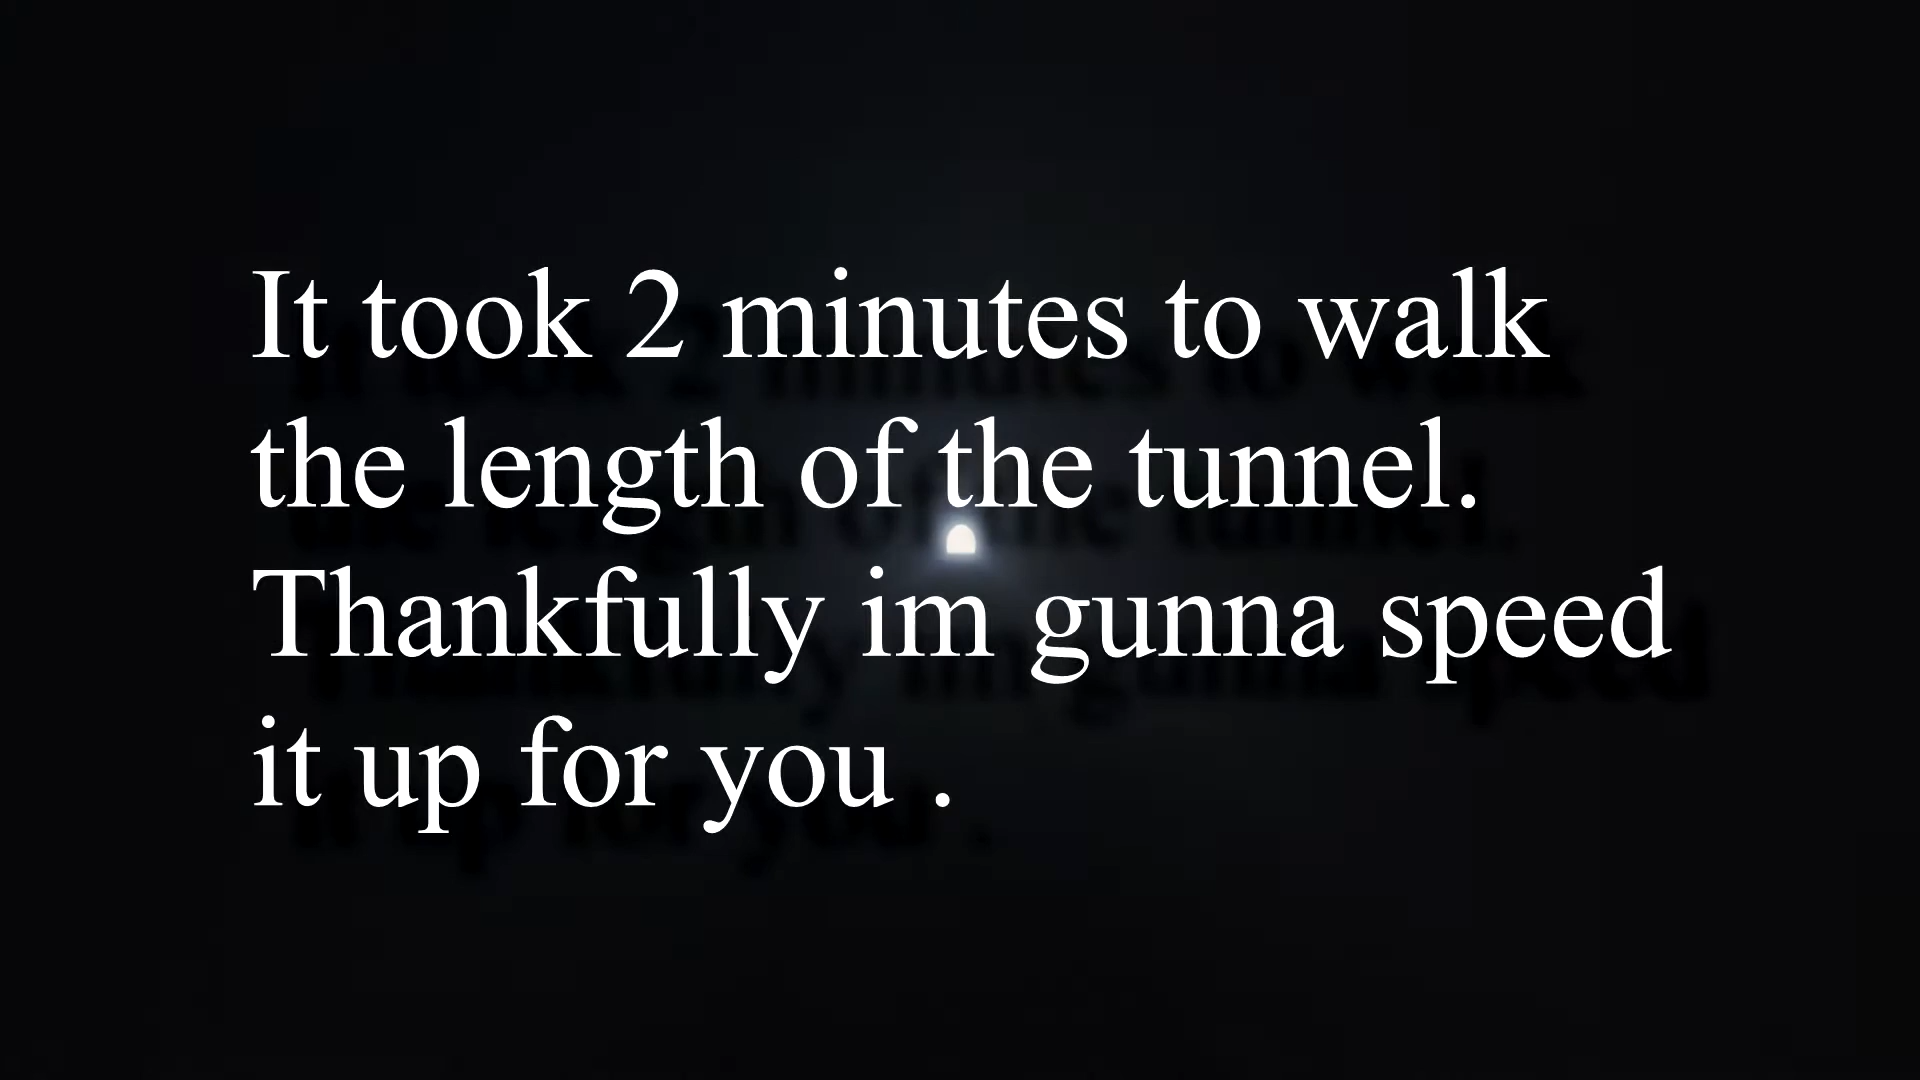 It took 2 minutes to walk
the length of the tunnel.
Thankfully im gunna speed
it up for you .